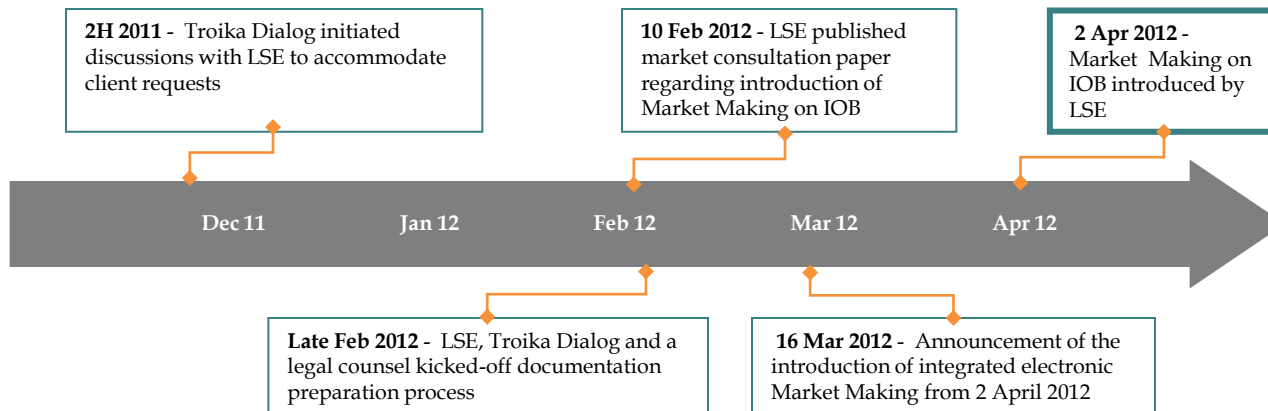 2H 2011 - Troika Dialog initiated
discussions with LSE to accommodate
client requests
10 Feb 2012 - LSE published
market consultation paper
regarding introduction of
Market Making on IOB
2 Apr 2012 -
Market Making on
IOB introduced by
LSE
Dec 11
Jan 12
Feb 12
Mar 12
Apr 12
Late Feb 2012 - LSE, Troika Dialog and a
legal counsel kicked-off documentation
preparation process
16 Mar 2012 - Announcement of the
introduction of integrated electronic
Market Making from 2 April 2012